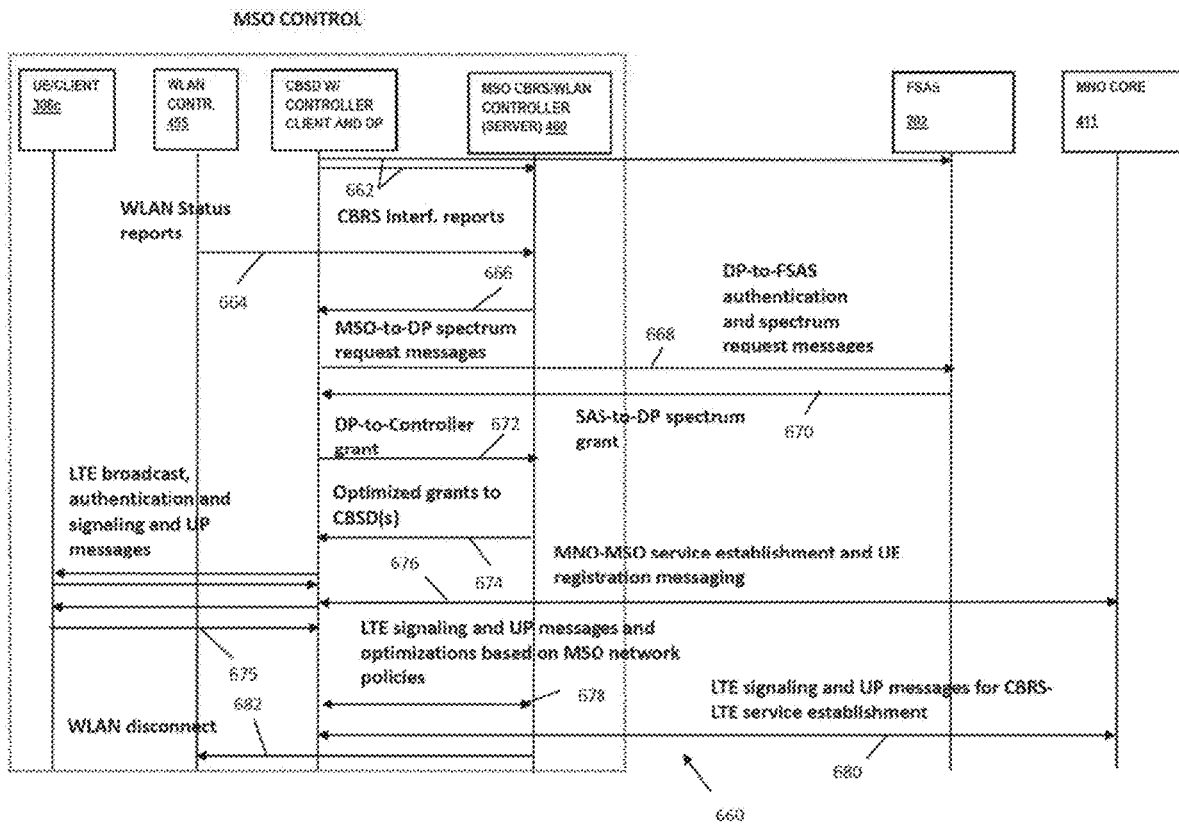 MSO CONTROL
UE/CLIENT
WLAN
CONTR.
CBSD W/
CONTROLLER
CLIENT AND DP
MSO CBRS/WLAN
CONTROLLER
(SERVER)
FSAS
MNO CORE
411
662
CBRS Interf. reports
WLAN Status
reports
664
666
MSO-to-DP spectrum
request messages
DP-to-FSAS
authentication
and spectrum
request messages
668
SAS-to-DP spectrum
grant
670
DP-to-Controller
grant
672
LTE broadcast,
authentication and
signaling and UP
messages
Optimized grants to
CBSD(s)
674
676
MNO-MSO service establishment and UE
registration messaging
675
LTE signaling and UP messages and
optimizations based on MSO network
policies
678
LTE signaling and UP messages for CBRS-
LTE service establishment
680
WLAN disconnect
682
660